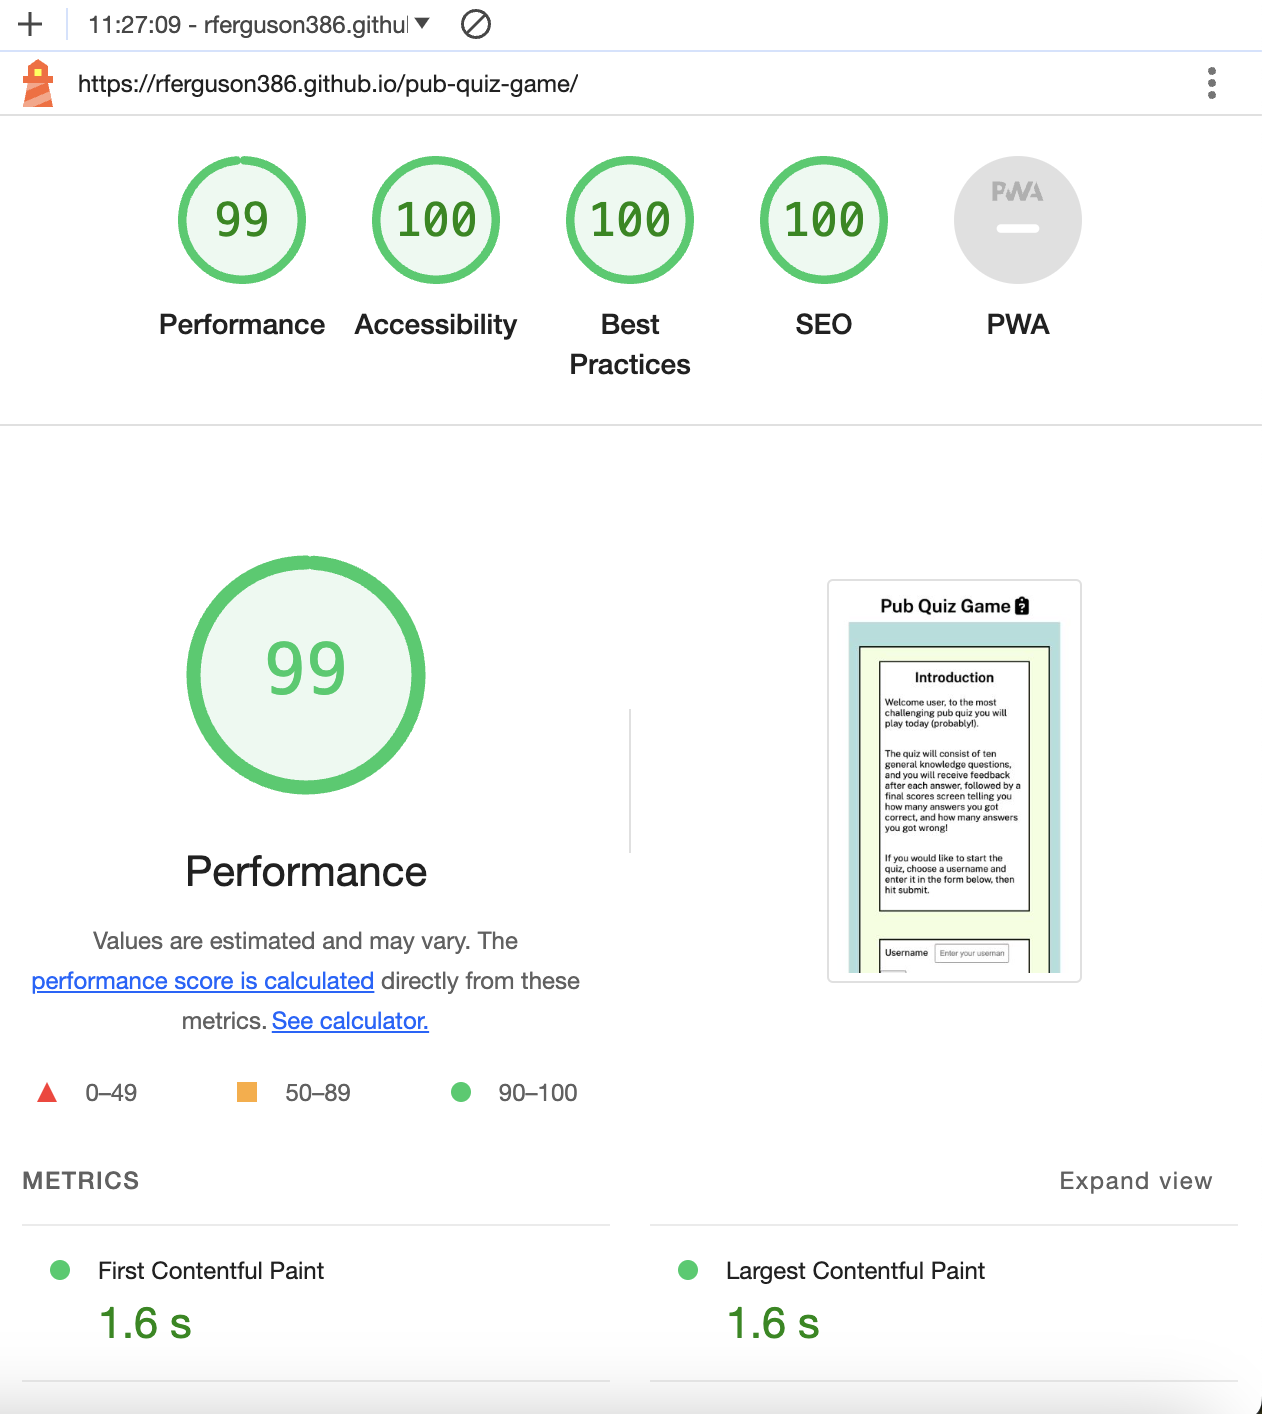 11:27:09 - rferguson386.githu
https://rferguson386.github.io/pub-quiz-game/
99
100
100
100
PWA
Performance
Accessibility
Best
Practices
SEO
PWA
99
Performance
Values are estimated and may vary. The
performance score is calculated directly from these
metrics. See calculator.
0–49
50–89
90–100
Pub Quiz Game
Introduction
Welcome user, to the most
challenging pub quiz you will
play today (probably!).
The quiz will consist of ten
general knowledge questions,
and you will receive feedback
after each answer, followed by a
final scores screen telling you
how many answers you got
correct, and how many answers
you got wrong!
If you would like to start the
quiz, choose a username and
enter it in the form below, then
hit submit.
Username Enter your usernam
METRICS
Expand view
First Contentful Paint
1.6 s
Largest Contentful Paint
1.6 s